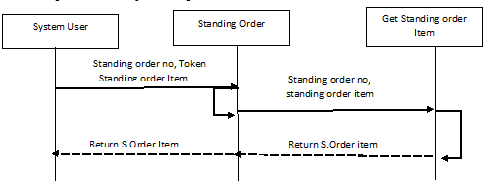 System User
Standing Order
Get Standing order
Item
Standing order no, Token
Standing order Item
Standing order no,
standing order item
Return S.Order Item
Return S.Order item